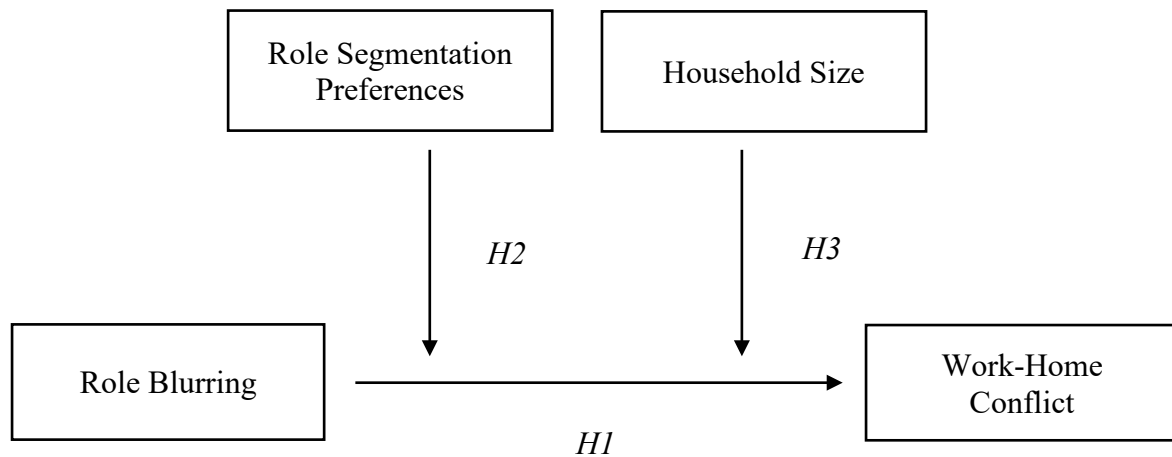 Role Segmentation
Preferences
Household Size
H2
H3
Role Blurring
Work-Home
Conflict
H1